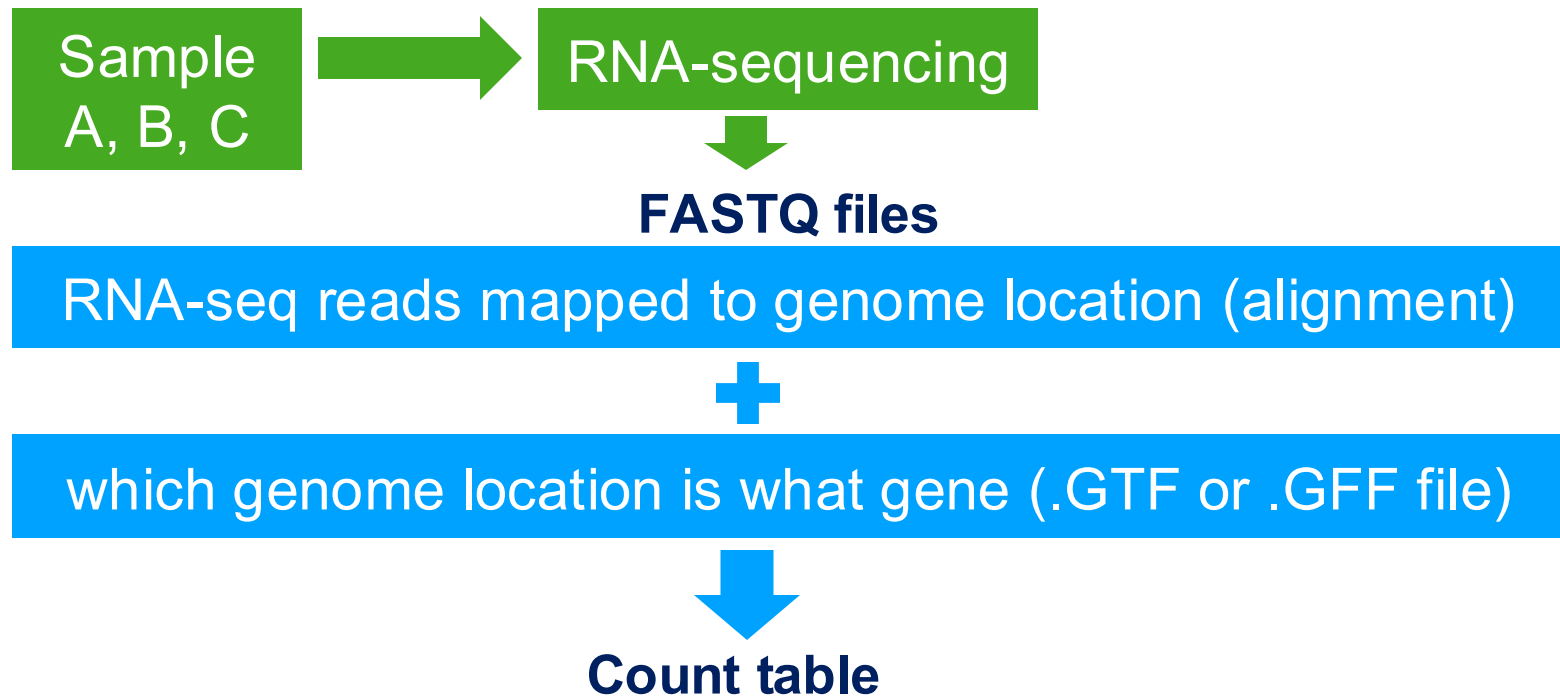 Sample
A, B, C
RNA-sequencing
FASTQ files
RNA-seq reads mapped to genome location (alignment)
which genome location is what gene (.GTF or .GFF file)
Count table